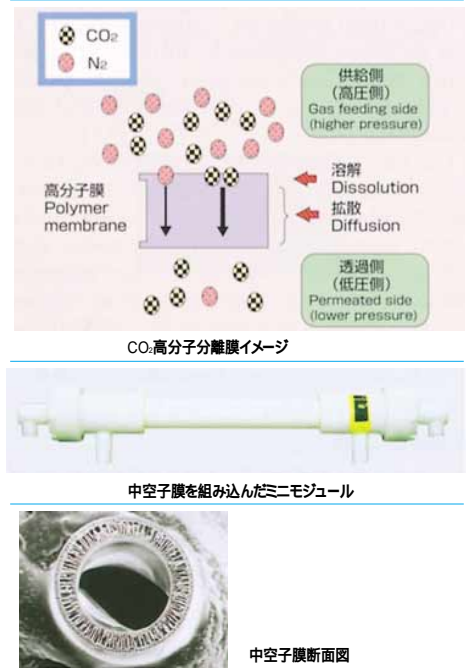 CO₂
N₂
供給側
(高圧側)
Gas feeding side
(higher pressure)
高分子膜
Polymer
membrane
溶解
Dissolution
拡散
Diffusion
透過側
(低圧側)
Permeated side
(lower pressure)
CO₂高分子分離膜イメージ
中空子膜を組み込んだミニモジュール
中空子膜断面図